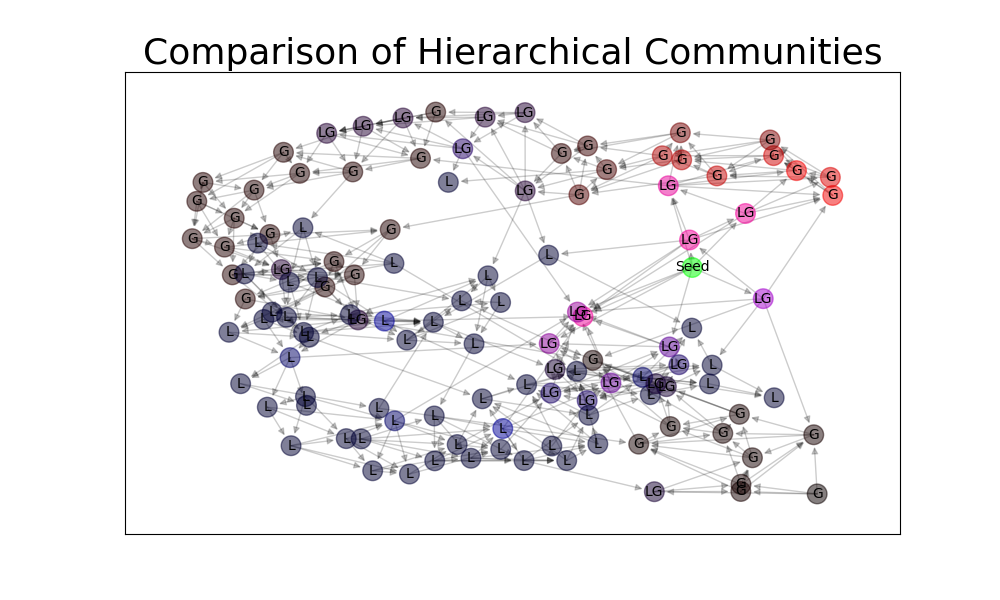 Comparison of Hierarchical Communities
G LG LG
LG LG LG G
G LG G G
G G G G G
G G L LG G G
G G LG G G
G G LG
G G L G
G L G LG
G L L
G L LG G L
G L L L G Seed
G L L LG
L L L LG L LG LG
L L L L L
L L LG LG
L G LG L L
L LG L LG L LG LG L
L L L LG LG L L
L L L L L L G
L L L L L G G G
L L L L L L L G
L L L L L LG G G G